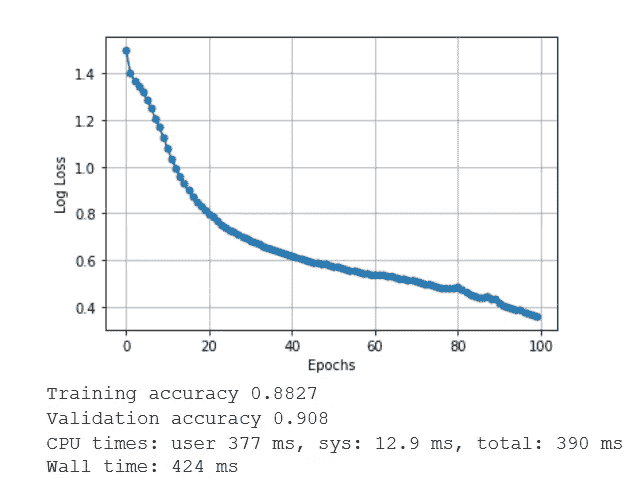 1.4
1.2
1.0
0.8
0.6
0.4
Log Loss
0 20 40 60 80 100
Epochs
Training accuracy 0.8827
Validation accuracy 0.908
CPU times: user 377 ms, sys: 12.9 ms, total: 390 ms
Wall time: 424 ms